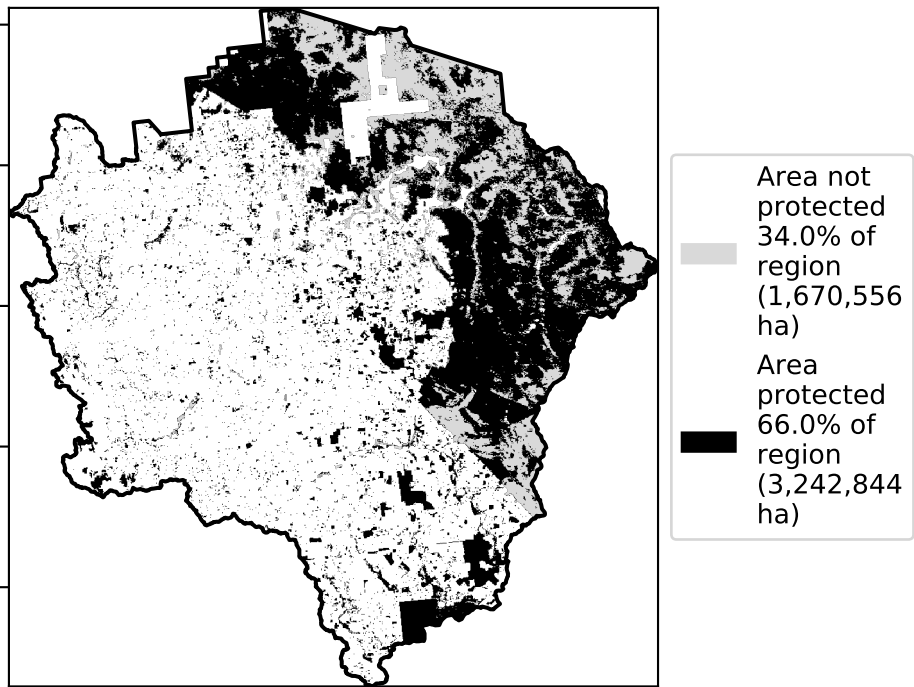 Area not
protected
34.0% of
region
(1,670,556
ha)
Area
protected
66.0% of
region
(3,242,844
ha)